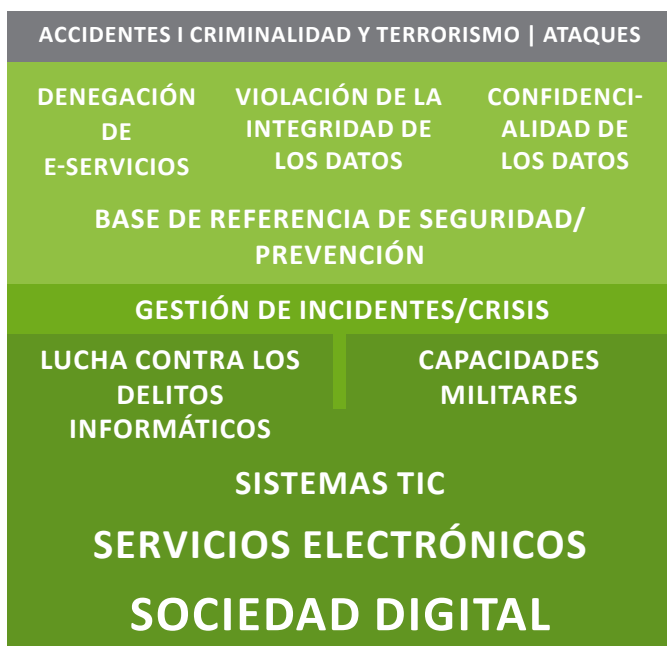 ACCIDENTES I CRIMINALIDAD Y TERRORISMO | ATAQUES
DENEGACIÓN
DE
E-SERVICIOS
VIOLACIÓN DE LA
INTEGRIDAD DE
LOS DATOS
CONFIDENCI-
ALIDAD DE
LOS DATOS
BASE DE REFERENCIA DE SEGURIDAD/
PREVENCIÓN
GESTIÓN DE INCIDENTES/CRISIS
LUCHA CONTRA LOS
DELITOS
INFORMÁTICOS
CAPACIDADES
MILITARES
SISTEMAS TIC
SERVICIOS ELECTRÓNICOS
SOCIEDAD DIGITAL